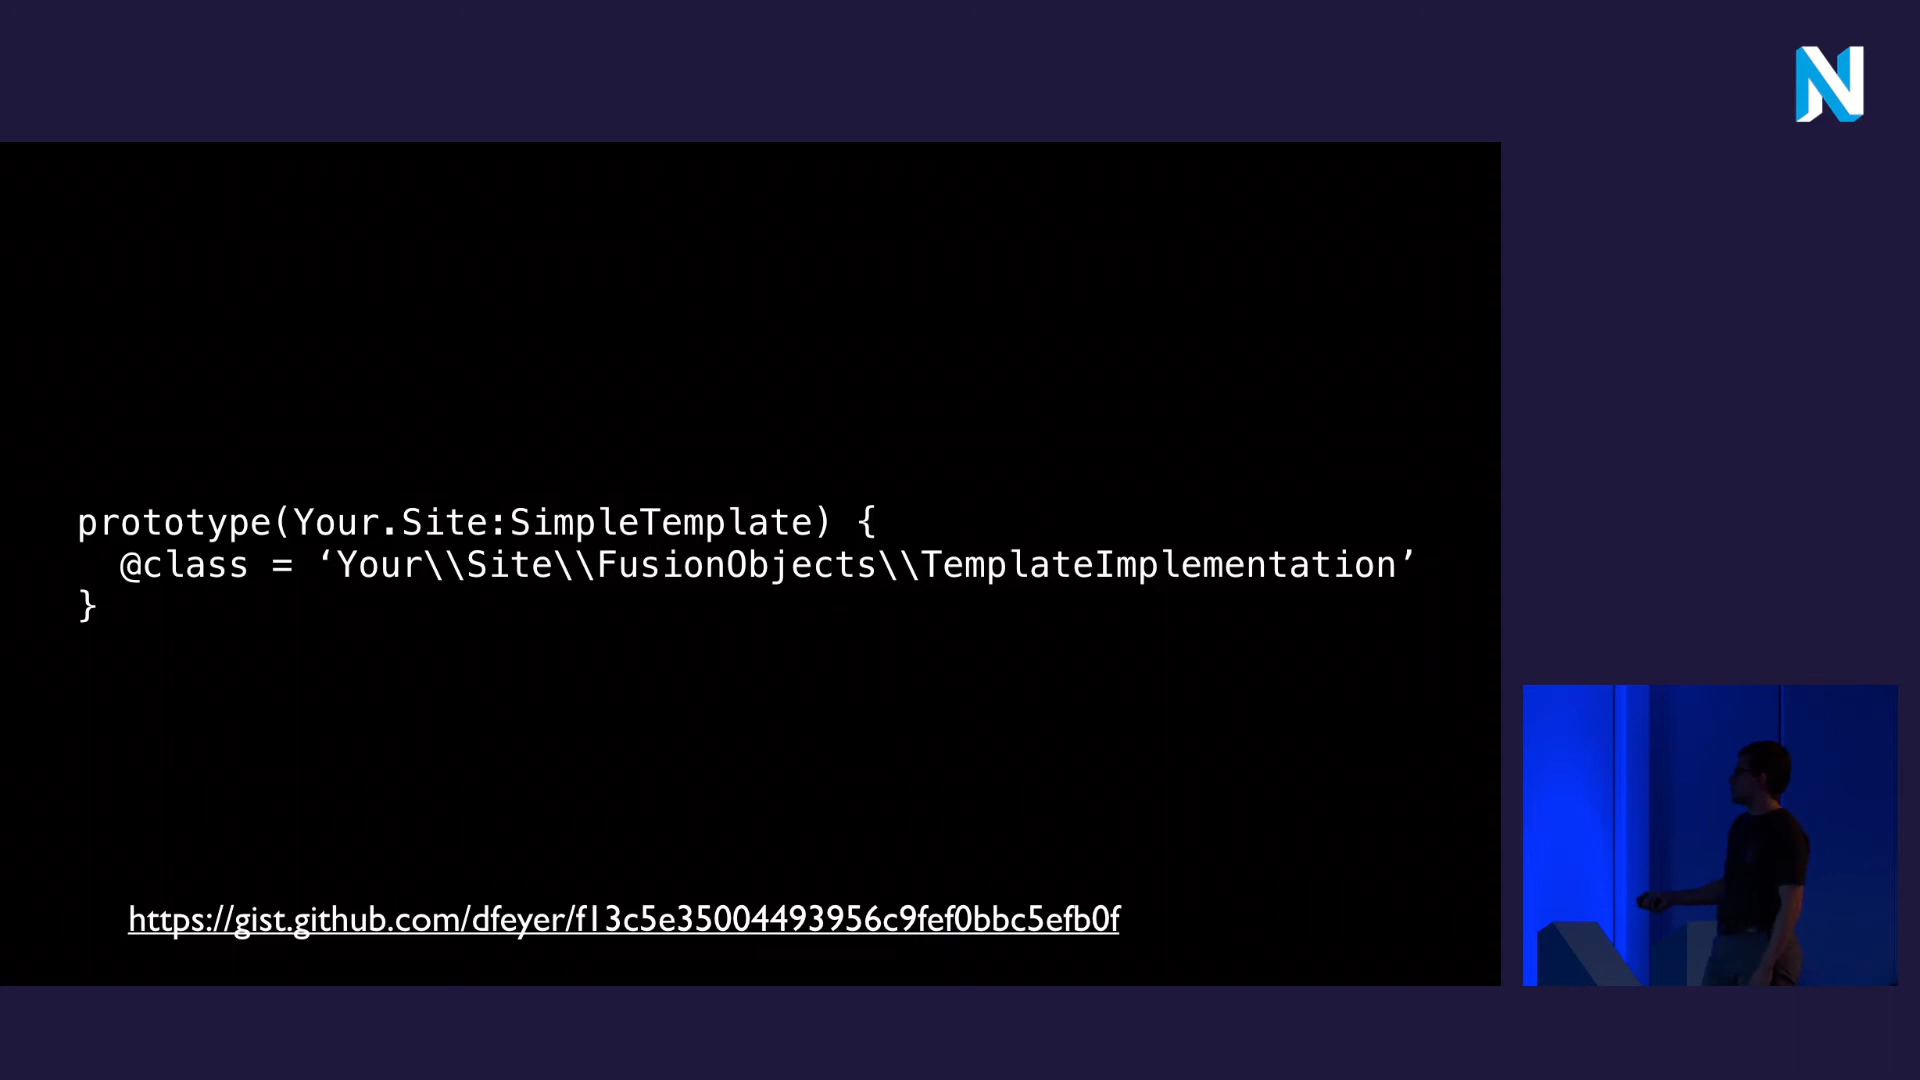 prototype(Your.Site:SimpleTemplate) {
@class = ‘Your\\Site\\FusionObjects\\TemplateImplementation’
}
https://gist.github.com/dfeyer/f13c5e35004493956c9fef0bbc5efb0f